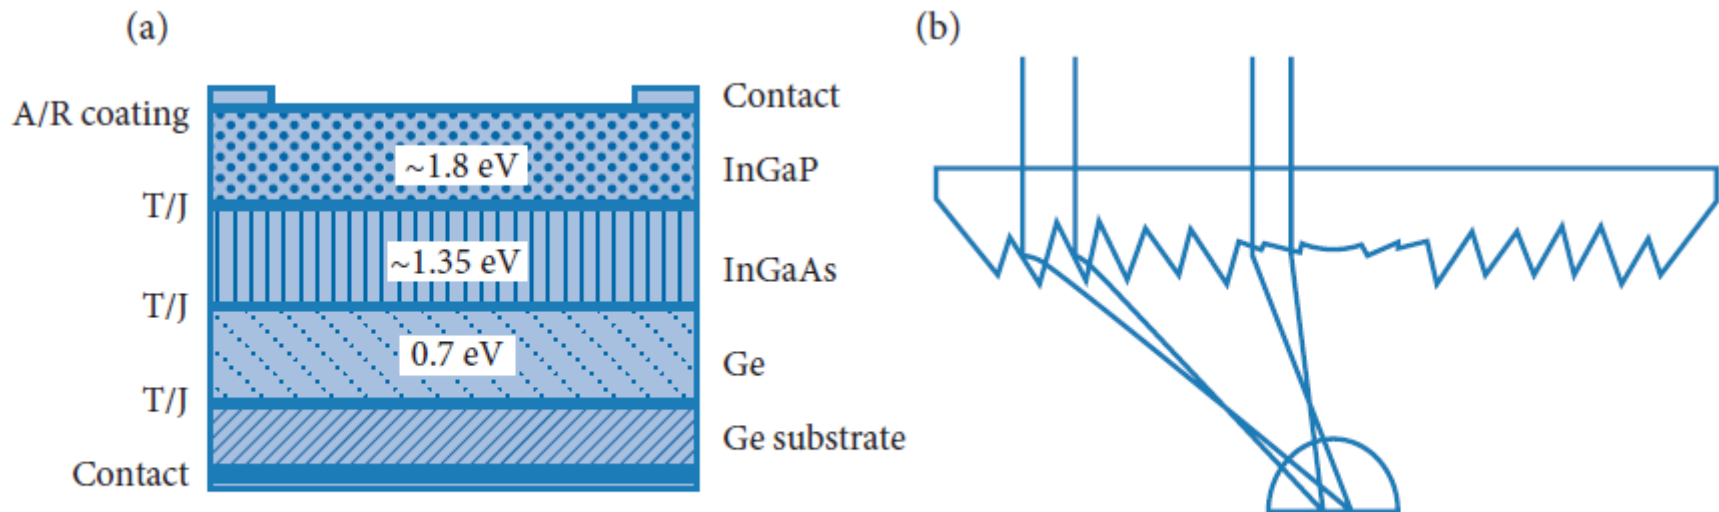 (a)
A/R coating
T/J
T/J
T/J
Contact
~1.8 eV
~1.35 eV
0.7 eV
Contact
InGaP
InGaAs
Ge
Ge substrate
(b)